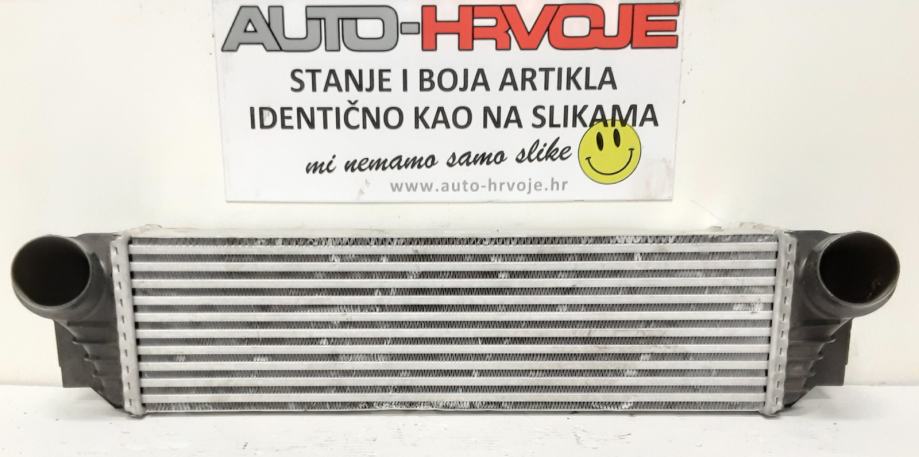 AUTO-HRVOJE
STANJE I BOJA ARTIKLA
IDENTIČNO KAO NA SLIKAMA
mi nemamo samo slike
www.auto-hrvoje.hr